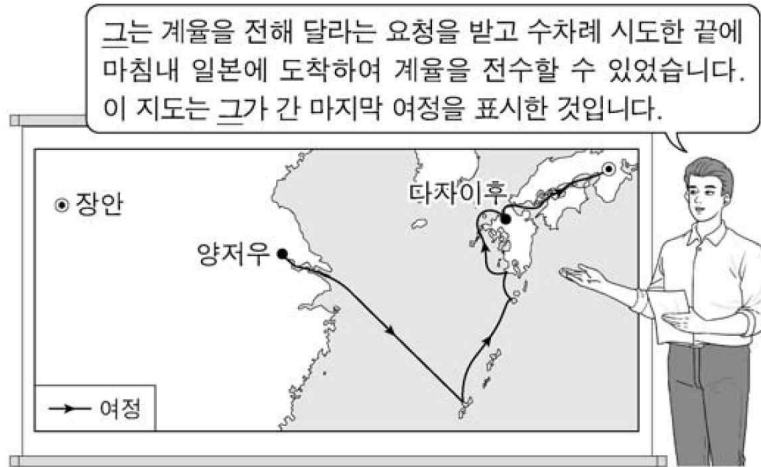 그는 계율을 전해 달라는 요청을 받고 수차례 시도한 끝에
마침내 일본에 도착하여 계율을 전수할 수 있었습니다.
이 지도는 그가 간 마지막 여정을 표시한 것입니다.
다자이후
장안
양저우
여정